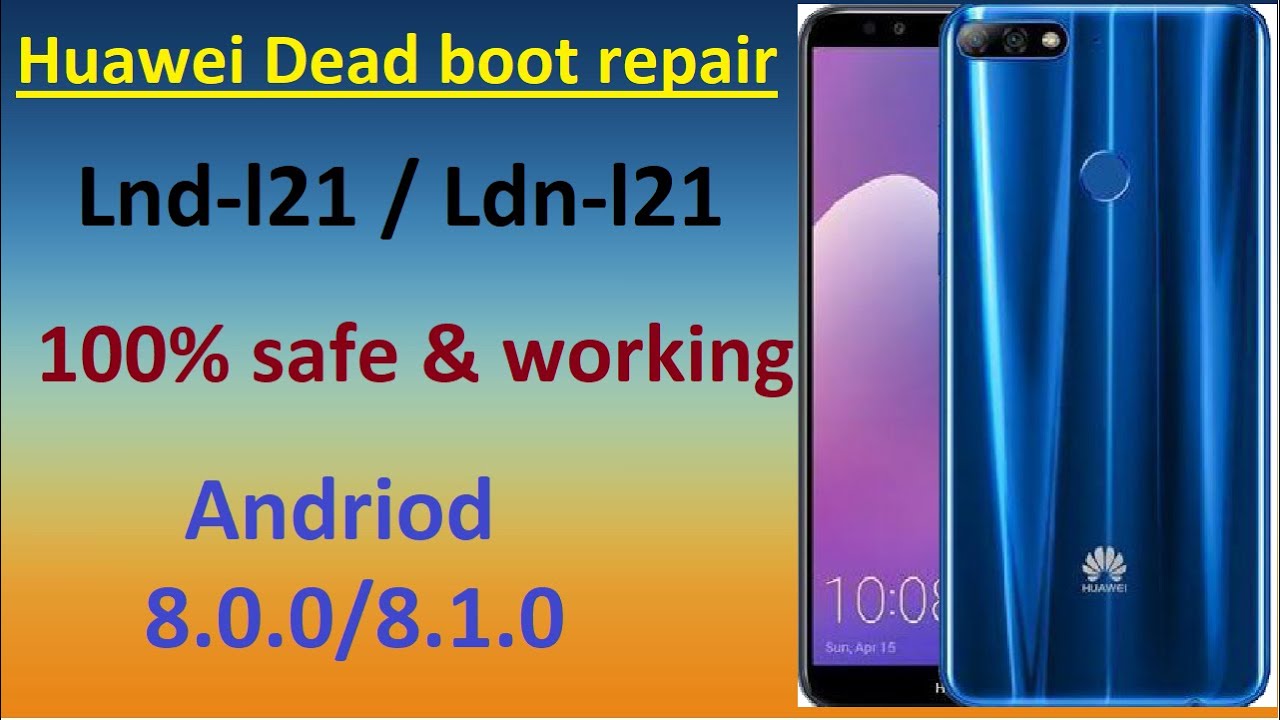 Huawei Dead boot repair
Lnd-l21 / Ldn-l21
100% safe & working
Andriod
8.0.0/8.1.0
10:08
Sun, Apr 15
HUAWEI